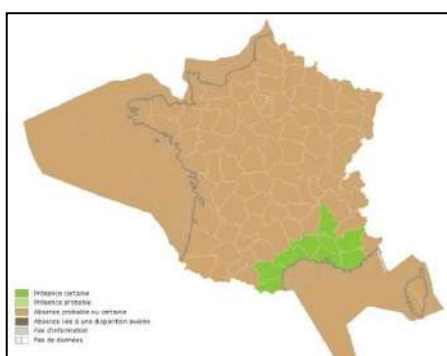 Présence certaine
Présence probable
Absence probable ou certaine
Absence liée à une disparition avérée
Pas d'information
Pas de données